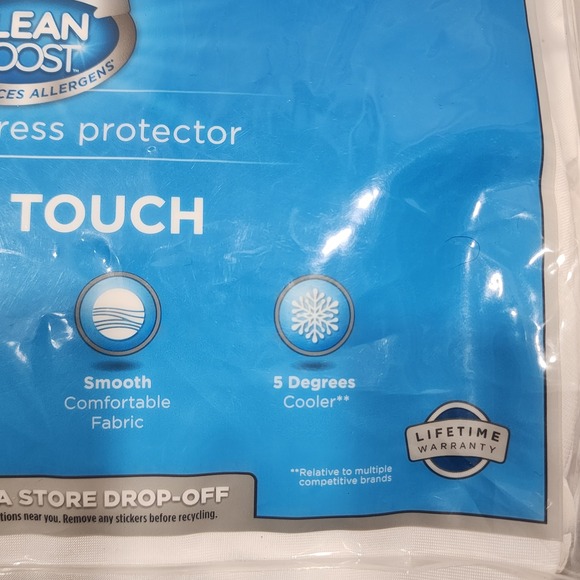 LEAN
OOST™
CES ALLERGENS*
ress protector
TOUCH
Smooth
Comfortable
Fabric
5 Degrees
Cooler**
LIFETIME
WARRANTY
**Relative to multiple
competitive brands
A STORE DROP-OFF
tions near you. Remove any stickers before recycling.